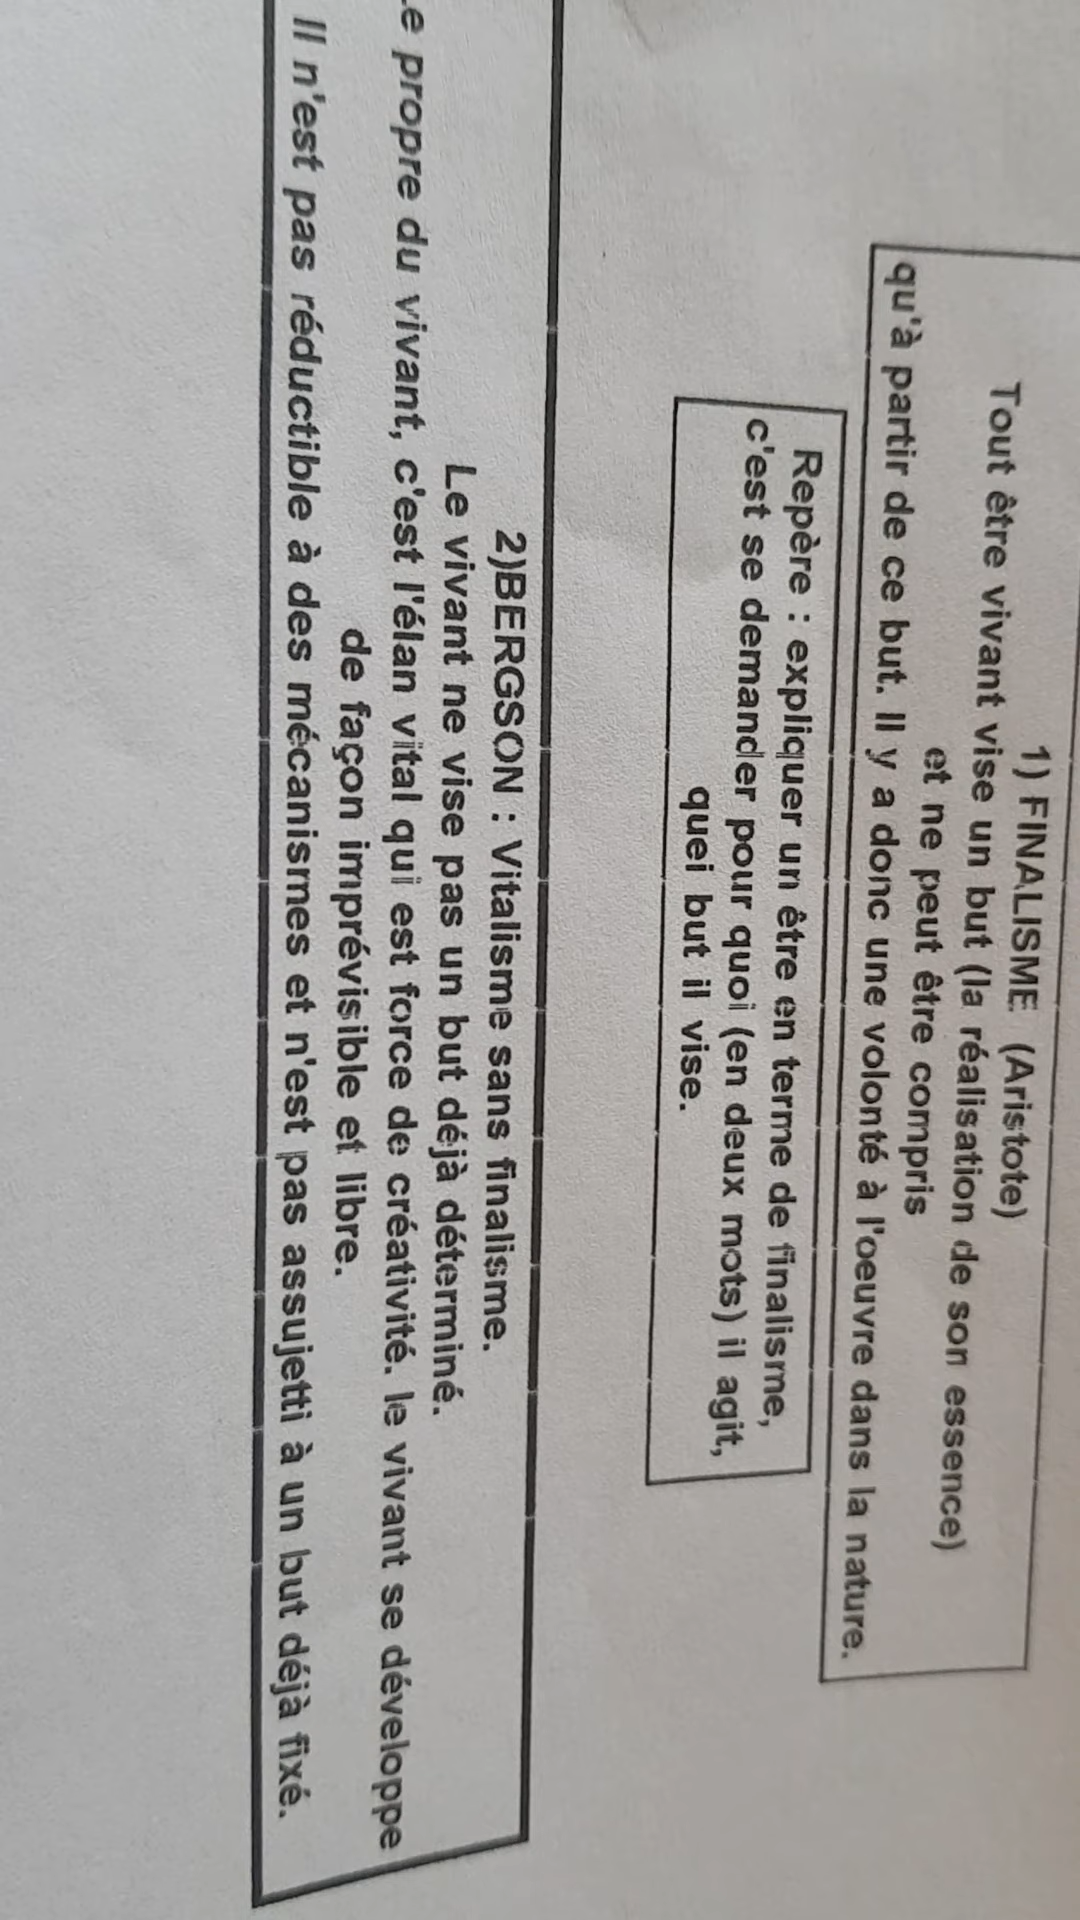 1) FINALISME (Aristote)
Tout être vivant vise un but (la réalisation de son essence)
et ne peut être compris
qu'à partir de ce but. Il y a donc une volonté à l'oeuvre dans la nature.
Repère : expliquer un être en terme de finalisme,
c'est se demander pour quoi (en deux mots) il agit,
quel but il vise.
2)BERGSON : Vitalisme sans finalisme.
Le vivant ne vise pas un but déjà déterminé.
Le propre du vivant, c'est l'élan vital qui est force de créativité. le vivant se développe
de façon imprévisible et libre.
Il n'est pas réductible à des mécanismes et n'est pas assujetti à un but déjà fixé.